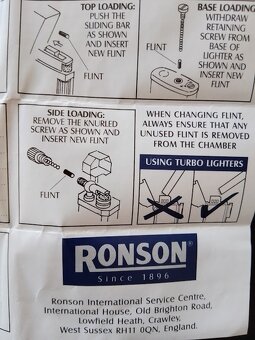 TOP LOADING:
PUSH THE
SLIDING BAR
AS SHOWN
AND INSERT
NEW FLINT
FLINT
BASE LOADING:
WITHDRAW
RETAINING
SCREW FROM
BASE OF
LIGHTER AS
SHOWN AND
INSERT
NEW FLINT
FLINT
SIDE LOADING:
REMOVE THE KNURLED
SCREW AS SHOWN AND
INSERT NEW FLINT
FLINT
WHEN CHANGING FLINT,
ALWAYS ENSURE THAT ANY
UNUSED FLINT IS REMOVED
FROM THE CHAMBER
USING TURBO LIGHTERS
RONSON
Since 1896
Ronson International Service Centre,
International House, Old Brighton Road,
Lowfield Heath, Crawley,
West Sussex RH11 0QN, England.